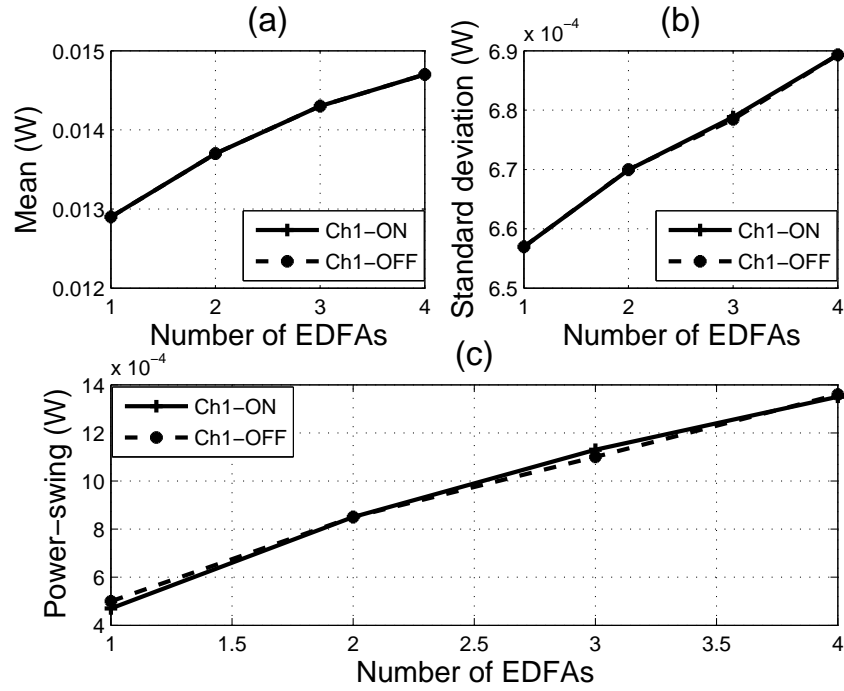 (a)
Mean (W)
0.015
0.014
0.013
0.012
1 2 3 4
Number of EDFAs
Ch1−ON
Ch1−OFF
(b)
x 10−4
Standard deviation (W)
6.9
6.8
6.7
6.6
6.5
1 2 3 4
Number of EDFAs
Ch1−ON
Ch1−OFF
(c)
x 10−4
Power−swing (W)
14
12
10
8
6
4
1 1.5 2 2.5 3 3.5 4
Number of EDFAs
Ch1−ON
Ch1−OFF